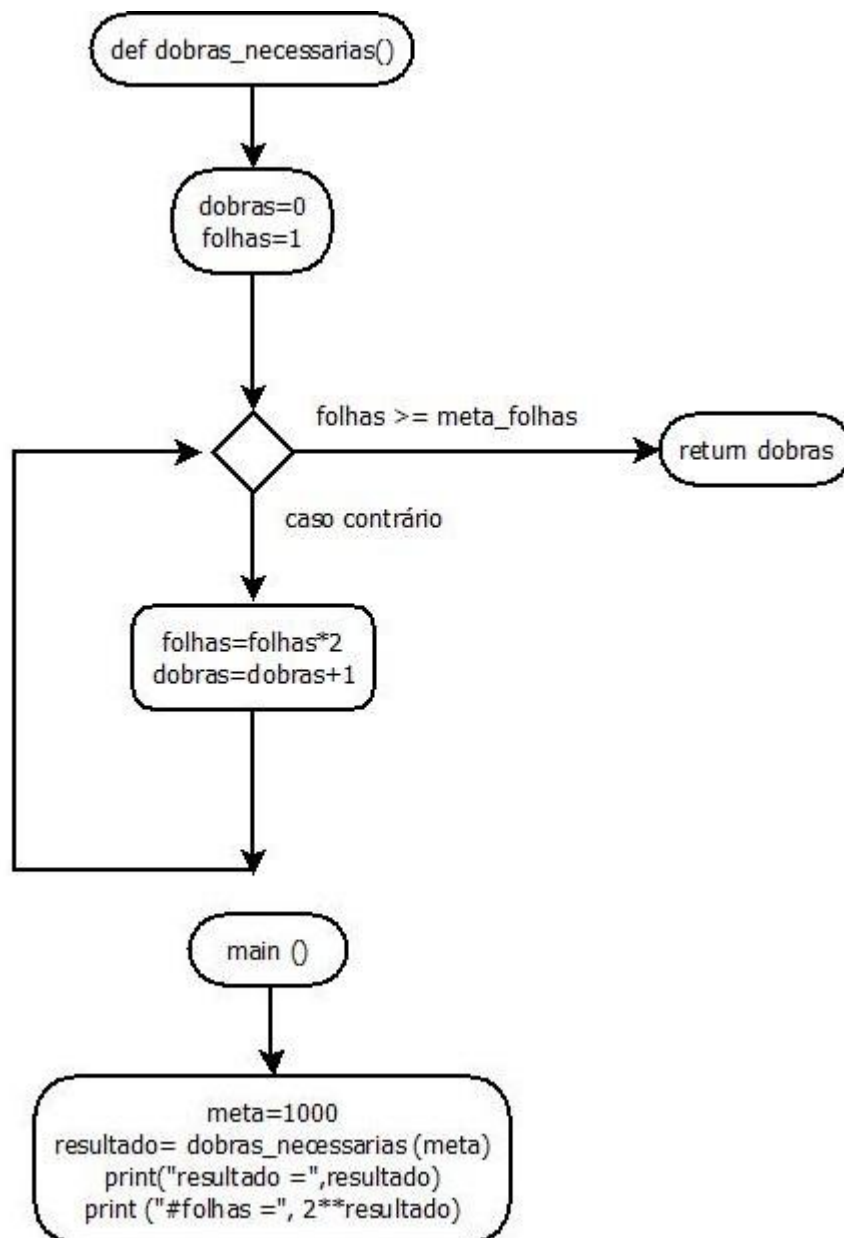 def dobras_necessarias()
dobras=0
folhas=1
folhas >= meta_folhas
return dobras
caso contrário
folhas=folhas*2
dobras=dobras+1
main ()
meta=1000
resultado= dobras_necessarias (meta)
print("resultado =",resultado)
print ("#folhas =", 2**resultado)